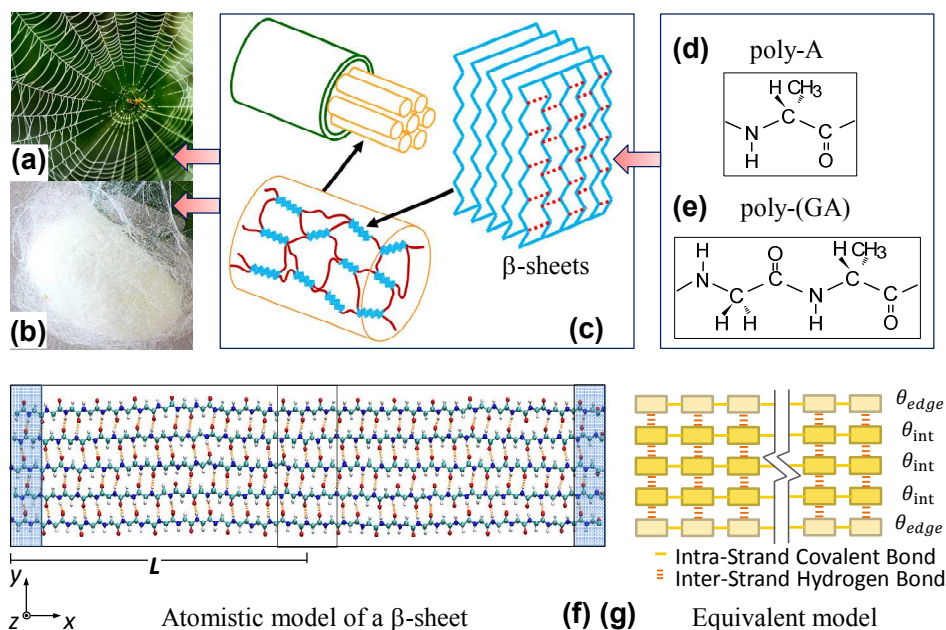 (a)
(b)
β-sheets
(c)
(d)
poly-A
H CH3
N C C
H O
(e)
poly-(GA)
H O H CH3
N C C
C N C
H H H O
θedge
θint
θint
θint
θedge
L
Intra-Strand Covalent Bond
Inter-Strand Hydrogen Bond
y
z x
Atomistic model of a β-sheet
(f) (g)
Equivalent model